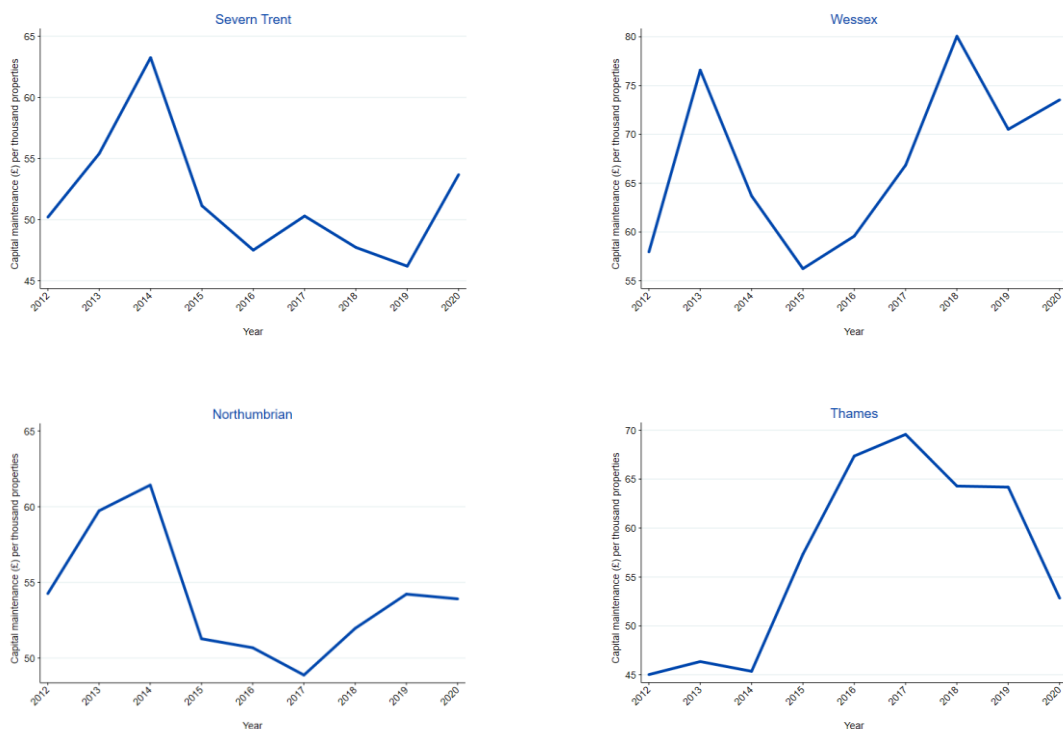 Severn Trent
Capital maintenance (£) per thousand properties
65
60
55
50
45
2012 2013 2014 2015 2016 2017 2018 2019 2020
Year
Wessex
Capital maintenance (£) per thousand properties
80
75
70
65
60
55
2012 2013 2014 2015 2016 2017 2018 2019 2020
Year
Northumbrian
Capital maintenance (£) per thousand properties
65
60
55
50
2012 2013 2014 2015 2016 2017 2018 2019 2020
Year
Thames
Capital maintenance (£) per thousand properties
70
65
60
55
50
45
2012 2013 2014 2015 2016 2017 2018 2019 2020
Year